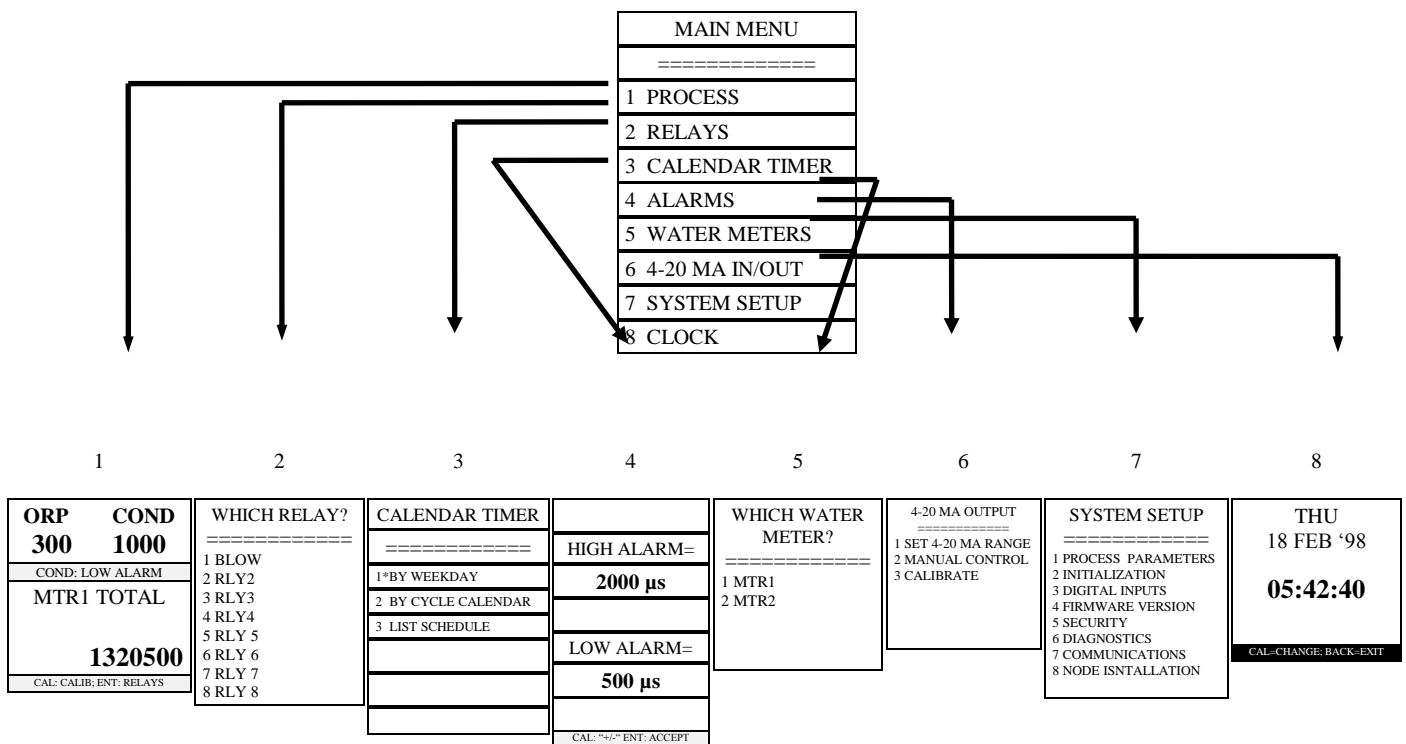 MAIN MENU
=============
1 PROCESS
2 RELAYS
3 CALENDAR TIMER
4 ALARMS
5 WATER METERS
6 4-20 MA IN/OUT
7 SYSTEM SETUP
8 CLOCK
1
2
3
4
5
6
7
8
ORP COND
300 1000
COND: LOW ALARM
MTR1 TOTAL
1320500
CAL: CALIB; ENT: RELAYS
WHICH RELAY?
============
1 BLOW
2 RLY2
3 RLY3
4 RLY4
5 RLY 5
6 RLY 6
7 RLY 7
8 RLY 8
CALENDAR TIMER
============
1*BY WEEKDAY
2 BY CYCLE CALENDAR
3 LIST SCHEDULE
HIGH ALARM=
2000 µs
LOW ALARM=
500 µs
CAL: “+/-“ ENT: ACCEPT
WHICH WATER
METER?
============
1 MTR1
2 MTR2
4-20 MA OUTPUT
============
1 SET 4-20 MA RANGE
2 MANUAL CONTROL
3 CALIBRATE
SYSTEM SETUP
============
1 PROCESS PARAMETERS
2 INITIALIZATION
3 DIGITAL INPUTS
4 FIRMWARE VERSION
5 SECURITY
6 DIAGNOSTICS
7 COMMUNICATIONS
8 NODE ISNTALLATION
THU
18 FEB ‘98
05:42:40
CAL=CHANGE; BACK=EXIT